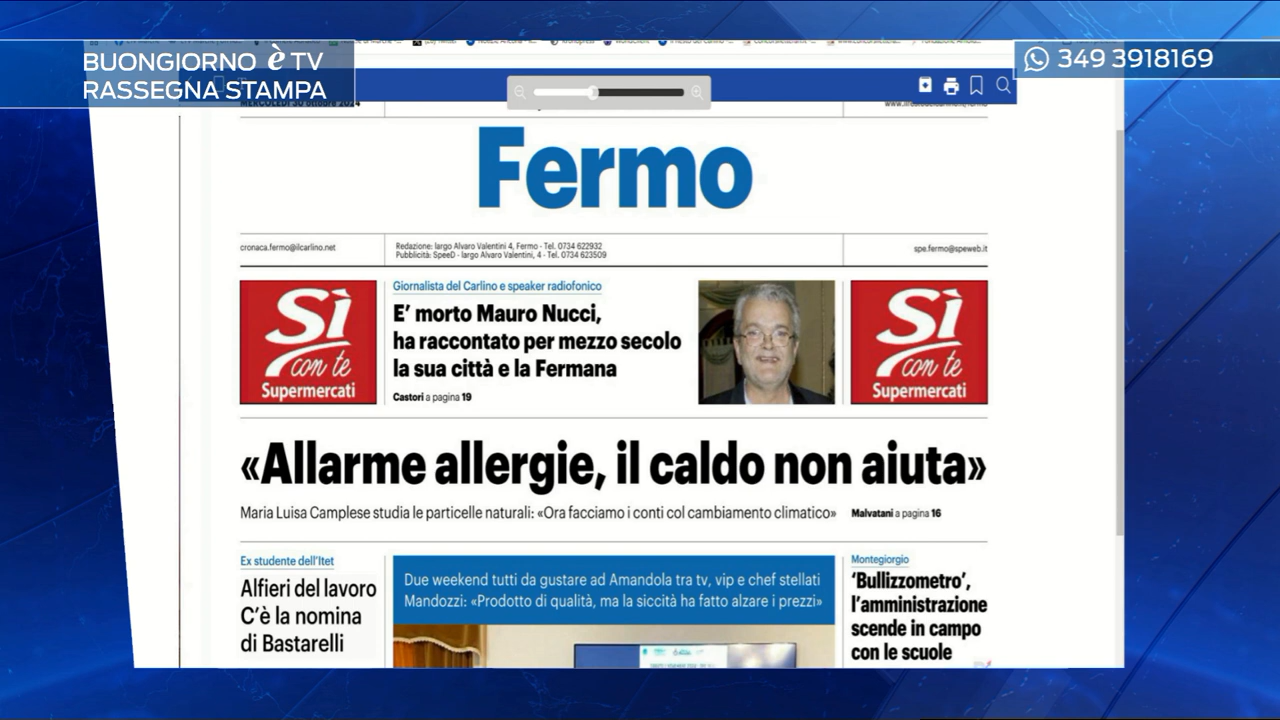 BUONGIORNO è TV
RASSEGNA STAMPA
349 3918169
MERCOLEDÌ 30 ottobre 2024
Fermo
cronaca.fermo@ilcarlino.net
Redazione: largo Alvaro Valentini 4, Fermo - Tel. 0734 622932
Pubblicità: SpeeD - largo Alvaro Valentini, 4 - Tel. 0734 623509
spe.fermo@speweb.it
Sì
con te
Supermercati
Giornalista del Carlino e speaker radiofonico
E’ morto Mauro Nucci,
ha raccontato per mezzo secolo
la sua città e la Fermana
Castori a pagina 19
Sì
con te
Supermercati
«Allarme allergie, il caldo non aiuta»
Maria Luisa Camplese studia le particelle naturali: «Ora facciamo i conti col cambiamento climatico»
Malvatani a pagina 16
Ex studente dell’Itet
Alfieri del lavoro
C’è la nomina
di Bastarelli
Due weekend tutti da gustare ad Amandola tra tv, vip e chef stellati
Mandozzi: «Prodotto di qualità, ma la siccità ha fatto alzare i prezzi»
Montegiorgio
‘Bullizzometro’,
l’amministrazione
scende in campo
con le scuole